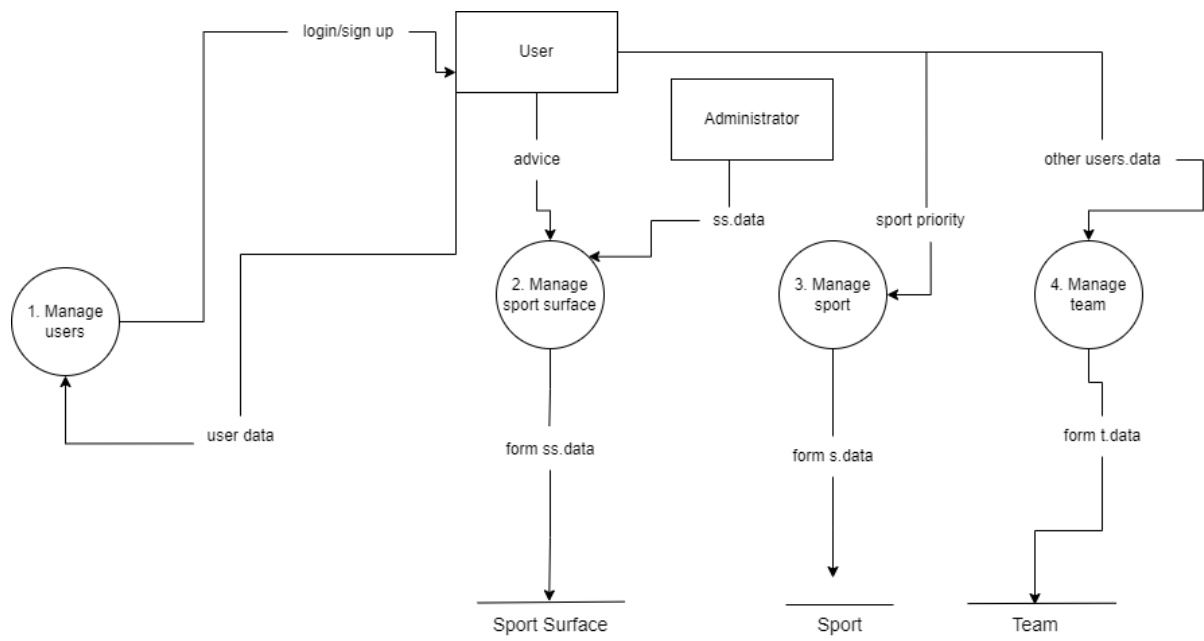 login/sign up
User
Administrator
advice
other users.data
ss.data
sport priority
1. Manage
users
2. Manage
sport surface
3. Manage
sport
4. Manage
team
user data
form ss.data
form s.data
form t.data
Sport Surface
Sport
Team